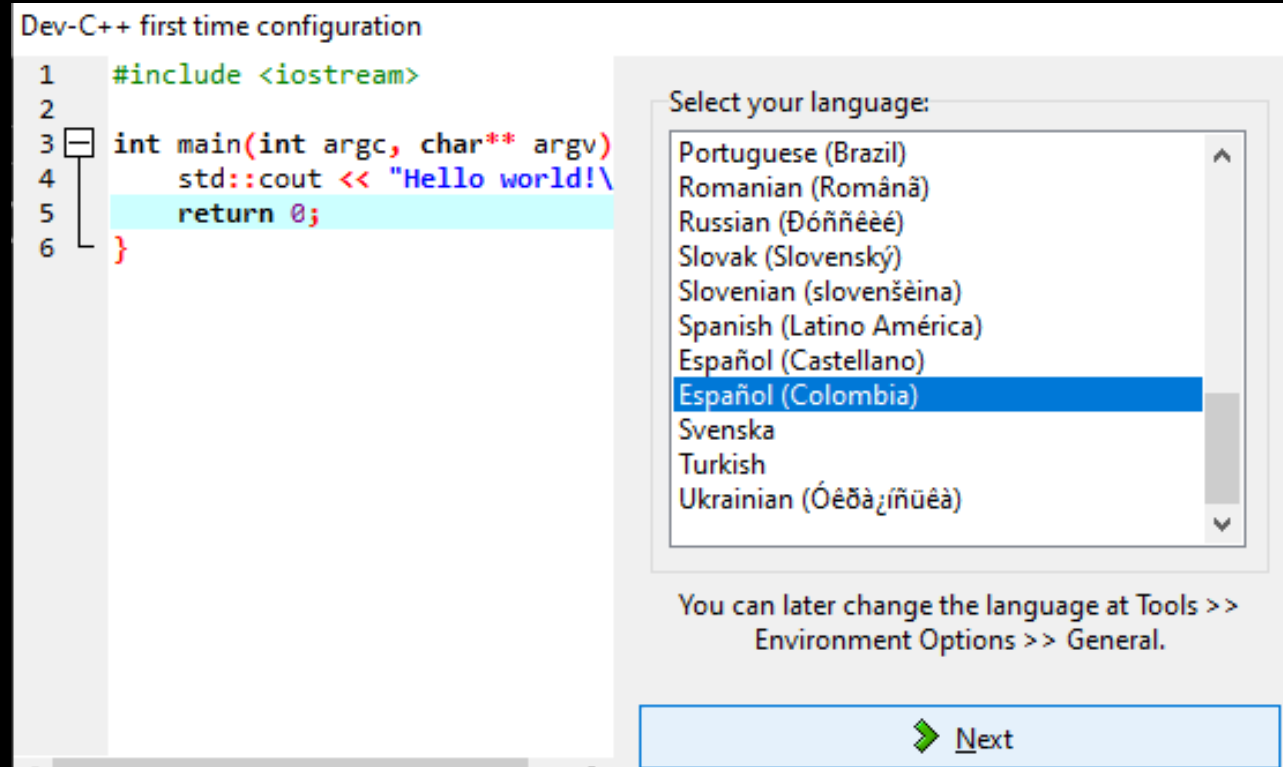 Dev-C++ first time configuration
1 #include <iostream>
2
3 int main(int argc, char** argv)
4 std::cout << "Hello world!\
5 return 0;
6 }
Select your language:
Portuguese (Brazil)
Romanian (Românã)
Russian (Ðóññêèé)
Slovak (Slovenský)
Slovenian (slovenšèina)
Spanish (Latino América)
Español (Castellano)
Español (Colombia)
Svenska
Turkish
Ukrainian (Óêðà¿íñüêà)
You can later change the language at Tools >>
Environment Options >> General.
Next